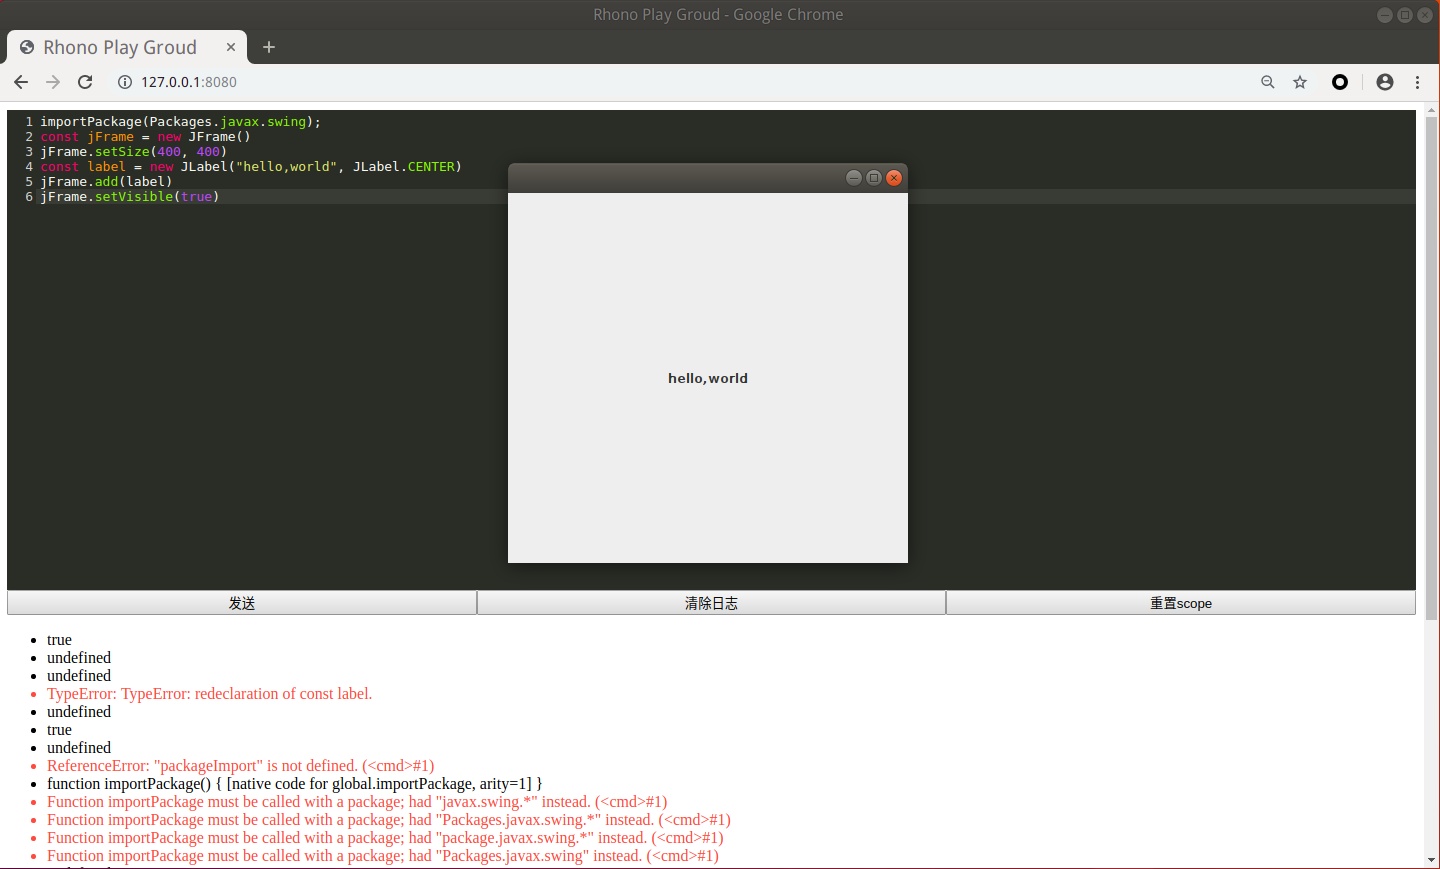 Rhono Play Groud - Google Chrome
Rhono Play Groud
127.0.0.1:8080
1 importPackage(Packages.javax.swing);
2 const jFrame = new JFrame()
3 jFrame.setSize(400, 400)
4 const label = new JLabel("hello,world", JLabel.CENTER)
5 jFrame.add(label)
6 jFrame.setVisible(true)
hello,world
发送 清除日志 重置scope
true
undefined
undefined
TypeError: TypeError: redeclaration of const label.
undefined
true
undefined
ReferenceError: "packageImport" is not defined. (<cmd>#1)
function importPackage() { [native code for global.importPackage, arity=1] }
Function importPackage must be called with a package; had "javax.swing.*" instead. (<cmd>#1)
Function importPackage must be called with a package; had "Packages.javax.swing.*" instead. (<cmd>#1)
Function importPackage must be called with a package; had "package.javax.swing.*" instead. (<cmd>#1)
Function importPackage must be called with a package; had "Packages.javax.swing" instead. (<cmd>#1)